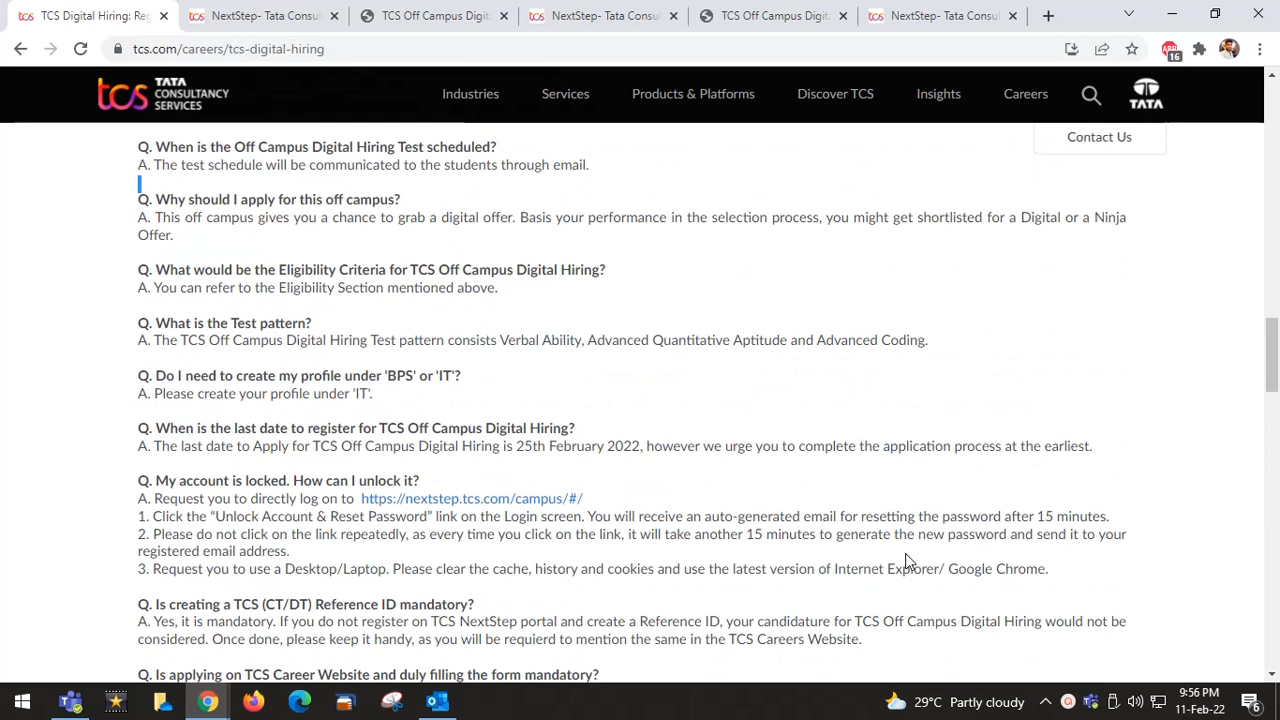 TCS Digital Hiring: Reg
NextStep- Tata Consul
TCS Off Campus Digit
NextStep- Tata Consul
TCS Off Campus Digit
NextStep- Tata Consul
tcs.com/careers/tcs-digital-hiring
16
tcs TATA CONSULTANCY SERVICES
Industries Services Products & Platforms Discover TCS Insights Careers TATA
Contact Us
Q. When is the Off Campus Digital Hiring Test scheduled?
A. The test schedule will be communicated to the students through email.
Q. Why should I apply for this off campus?
A. This off campus gives you a chance to grab a digital offer. Basis your performance in the selection process, you might get shortlisted for a Digital or a Ninja
Offer.
Q. What would be the Eligibility Criteria for TCS Off Campus Digital Hiring?
A. You can refer to the Eligibility Section mentioned above.
Q. What is the Test pattern?
A. The TCS Off Campus Digital Hiring Test pattern consists Verbal Ability, Advanced Quantitative Aptitude and Advanced Coding.
Q. Do I need to create my profile under 'BPS' or 'IT'?
A. Please create your profile under 'IT'.
Q. When is the last date to register for TCS Off Campus Digital Hiring?
A. The last date to Apply for TCS Off Campus Digital Hiring is 25th February 2022, however we urge you to complete the application process at the earliest.
Q. My account is locked. How can I unlock it?
A. Request you to directly log on to https://nextstep.tcs.com/campus/#/
1. Click the “Unlock Account & Reset Password” link on the Login screen. You will receive an auto-generated email for resetting the password after 15 minutes.
2. Please do not click on the link repeatedly, as every time you click on the link, it will take another 15 minutes to generate the new password and send it to your
registered email address.
3. Request you to use a Desktop/Laptop. Please clear the cache, history and cookies and use the latest version of Internet Explorer/ Google Chrome.
Q. Is creating a TCS (CT/DT) Reference ID mandatory?
A. Yes, it is mandatory. If you do not register on TCS NextStep portal and create a Reference ID, your candidature for TCS Off Campus Digital Hiring would not be
considered. Once done, please keep it handy, as you will be requierd to mention the same in the TCS Careers Website.
Q. Is applying on TCS Career Website and duly filling the form mandatory?
29°C Partly cloudy
9:56 PM
11-Feb-22
6